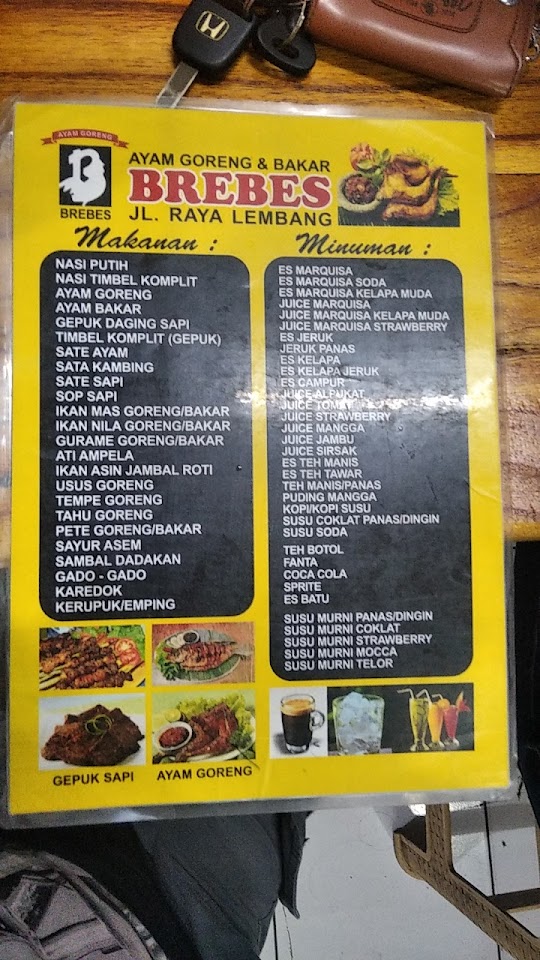 AYAM GORENG
BREBES
AYAM GORENG & BAKAR
BREBES
JL. RAYA LEMBANG
Makanan :
NASI PUTIH
NASI TIMBEL KOMPLIT
AYAM GORENG
AYAM BAKAR
GEPUK DAGING SAPI
TIMBEL KOMPLIT (GEPUK)
SATE AYAM
SATA KAMBING
SATE SAPI
SOP SAPI
IKAN MAS GORENG/BAKAR
IKAN NILA GORENG/BAKAR
GURAME GORENG/BAKAR
ATI AMPELA
IKAN ASIN JAMBAL ROTI
USUS GORENG
TEMPE GORENG
TAHU GORENG
PETE GORENG/BAKAR
SAYUR ASEM
SAMBAL DADAKAN
GADO - GADO
KAREDOK
KERUPUK/EMPING
Minuman :
ES MARQUISA
ES MARQUISA SODA
ES MARQUISA KELAPA MUDA
JUICE MARQUISA
JUICE MARQUISA KELAPA MUDA
JUICE MARQUISA STRAWBERRY
ES JERUK
JERUK PANAS
ES KELAPA
ES KELAPA JERUK
ES CAMPUR
JUICE ALPUKAT
JUICE TOMAT
JUICE STRAWBERRY
JUICE MANGGA
JUICE JAMBU
JUICE SIRSAK
ES TEH MANIS
ES TEH TAWAR
TEH MANIS/PANAS
PUDING MANGGA
KOPI/KOPI SUSU
SUSU COKLAT PANAS/DINGIN
SUSU SODA
TEH BOTOL
FANTA
COCA COLA
SPRITE
ES BATU
SUSU MURNI PANAS/DINGIN
SUSU MURNI COKLAT
SUSU MURNI STRAWBERRY
SUSU MURNI MOCCA
SUSU MURNI TELOR
GEPUK SAPI
AYAM GORENG